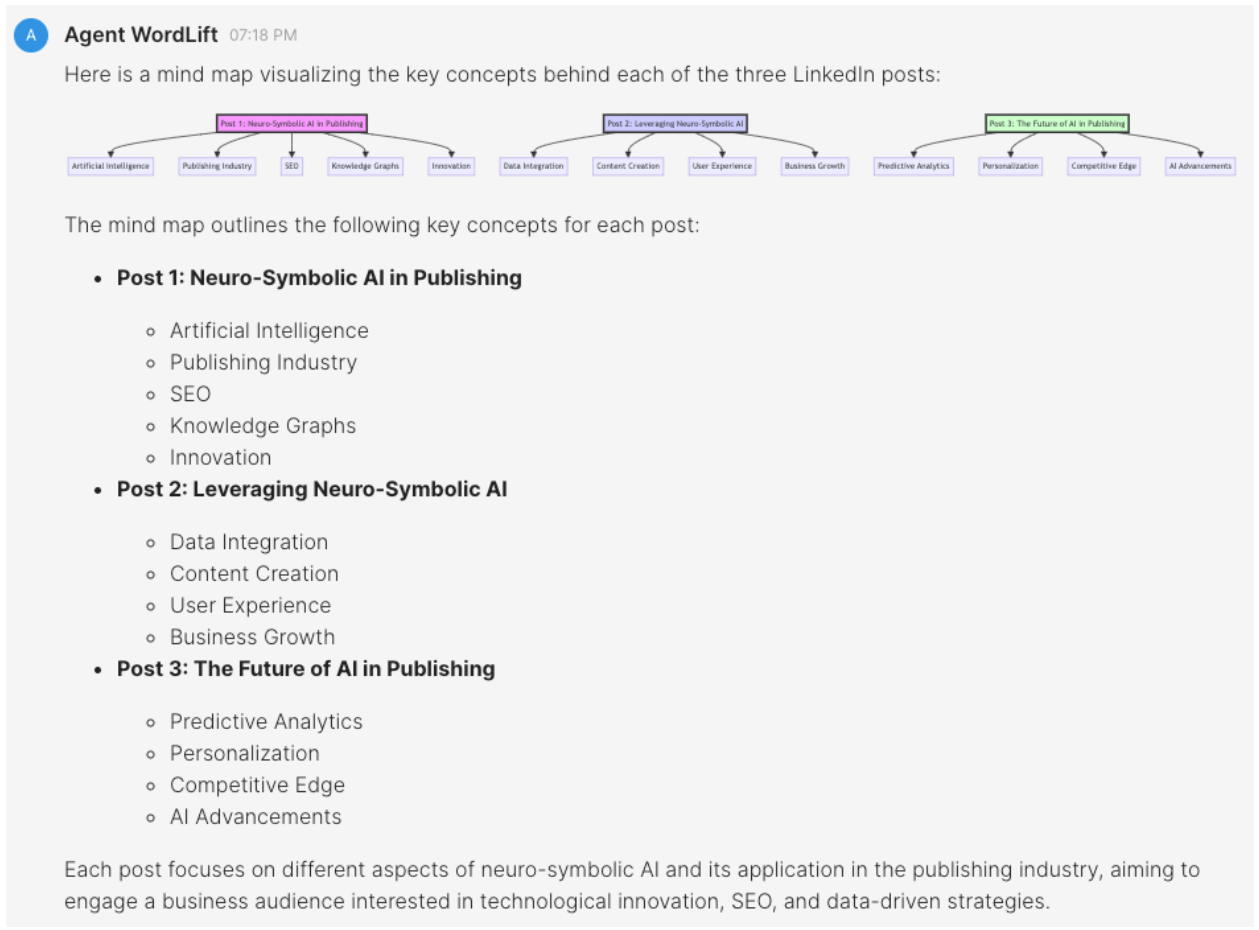 A
Agent WordLift 07:18 PM
Here is a mind map visualizing the key concepts behind each of the three LinkedIn posts:
Post 1: Neuro-Symbolic AI in Publishing
Post 2: Leveraging Neuro-Symbolic AI
Post 3: The Future of AI in Publishing
Artificial Intelligence
Publishing Industry
SEO
Knowledge Graphs
Innovation
Data Integration
Content Creation
User Experience
Business Growth
Predictive Analytics
Personalization
Competitive Edge
AI Advancements
The mind map outlines the following key concepts for each post:
• Post 1: Neuro-Symbolic AI in Publishing
◦ Artificial Intelligence
◦ Publishing Industry
◦ SEO
◦ Knowledge Graphs
◦ Innovation
• Post 2: Leveraging Neuro-Symbolic AI
◦ Data Integration
◦ Content Creation
◦ User Experience
◦ Business Growth
• Post 3: The Future of AI in Publishing
◦ Predictive Analytics
◦ Personalization
◦ Competitive Edge
◦ AI Advancements
Each post focuses on different aspects of neuro-symbolic AI and its application in the publishing industry, aiming to
engage a business audience interested in technological innovation, SEO, and data-driven strategies.